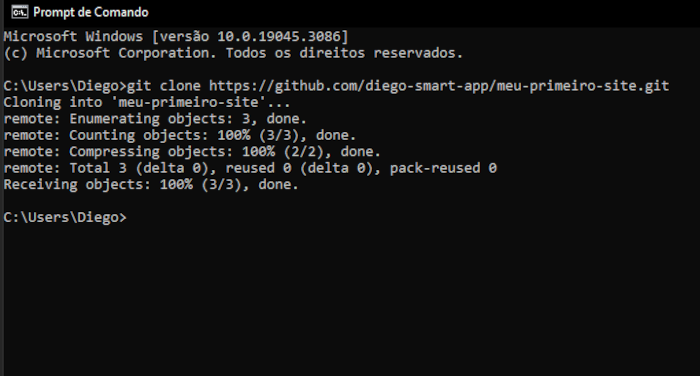 Prompt de Comando
Microsoft Windows [versão 10.0.19045.3086]
(c) Microsoft Corporation. Todos os direitos reservados.
C:\Users\Diego>git clone https://github.com/diego-smart-app/meu-primeiro-site.git
Cloning into 'meu-primeiro-site'...
remote: Enumerating objects: 3, done.
remote: Counting objects: 100% (3/3), done.
remote: Compressing objects: 100% (2/2), done.
remote: Total 3 (delta 0), reused 0 (delta 0), pack-reused 0
Receiving objects: 100% (3/3), done.
C:\Users\Diego>